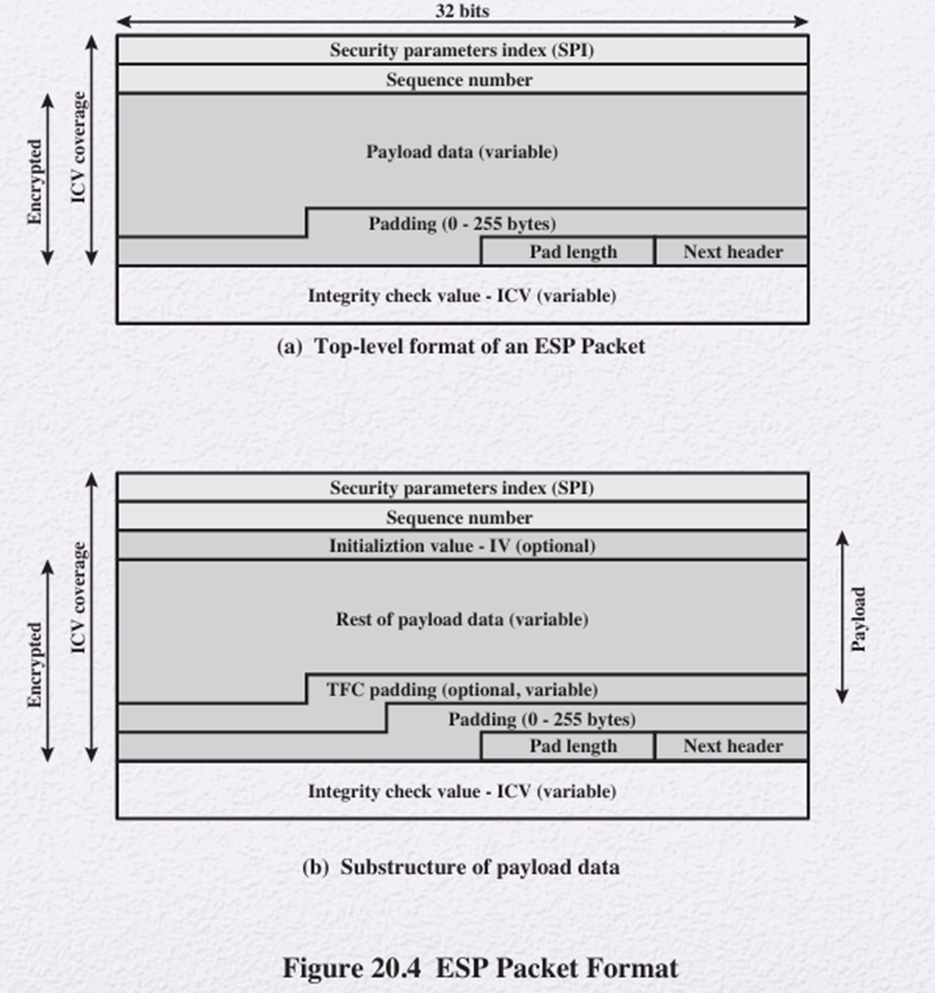 32 bits
Security parameters index (SPI)
Sequence number
Encrypted
ICV coverage
Payload data (variable)
Padding (0 - 255 bytes)
Pad length
Next header
Integrity check value - ICV (variable)
(a) Top-level format of an ESP Packet
Security parameters index (SPI)
Sequence number
Initializtion value - IV (optional)
Encrypted
ICV coverage
Rest of payload data (variable)
Payload
TFC padding (optional, variable)
Padding (0 - 255 bytes)
Pad length
Next header
Integrity check value - ICV (variable)
(b) Substructure of payload data
Figure 20.4 ESP Packet Format